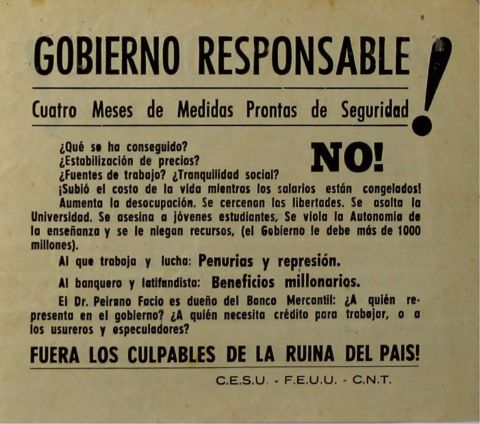 GOBIERNO RESPONSABLE!
Cuatro Meses de Medidas Prontas de Seguridad
¿Qué se ha conseguido?
¿Estabilización de precios?
¿Fuentes de trabajo? ¿Tranquilidad social?
NO!
¡Subió el costo de la vida mientras los salarios están congelados!
Aumenta la desocupación. Se cercenan las libertades. Se asalta la
Universidad. Se asesina a jóvenes estudiantes, Se viola la Autonomía de
la enseñanza y se le niegan recursos, (el Gobierno le debe más de 1000
millones).
Al que trabaja y lucha: Penurias y represión.
Al banquero y latifundista: Beneficios millonarios.
El Dr. Peirano Facio es dueño del Banco Mercantil: ¿A quién re-
presenta en el gobierno? ¿A quién necesita crédito para trabajar, o a
los usureros y especuladores?
FUERA LOS CULPABLES DE LA RUINA DEL PAIS!
C.E.S.U. - F.E.U.U. - C.N.T.